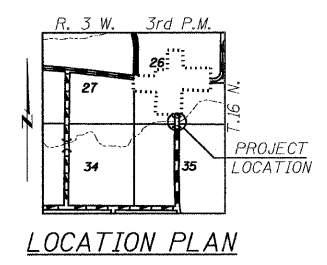 R. 3 W. 3rd P.M.
26
27
T.16 N.
N
PROJECT
LOCATION
34
35
LOCATION PLAN